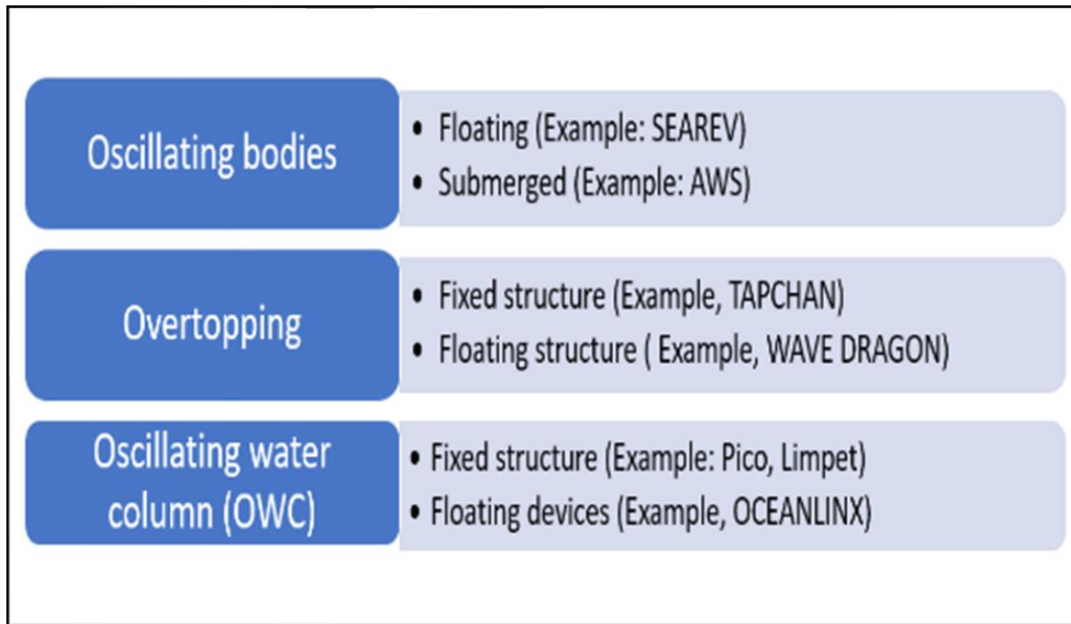 Oscillating bodies
• Floating (Example: SEAREV)
• Submerged (Example: AWS)
Overtopping
• Fixed structure (Example, TAPCHAN)
• Floating structure ( Example, WAVE DRAGON)
Oscillating water
column (OWC)
• Fixed structure (Example: Pico, Limpet)
• Floating devices (Example, OCEANLINX)